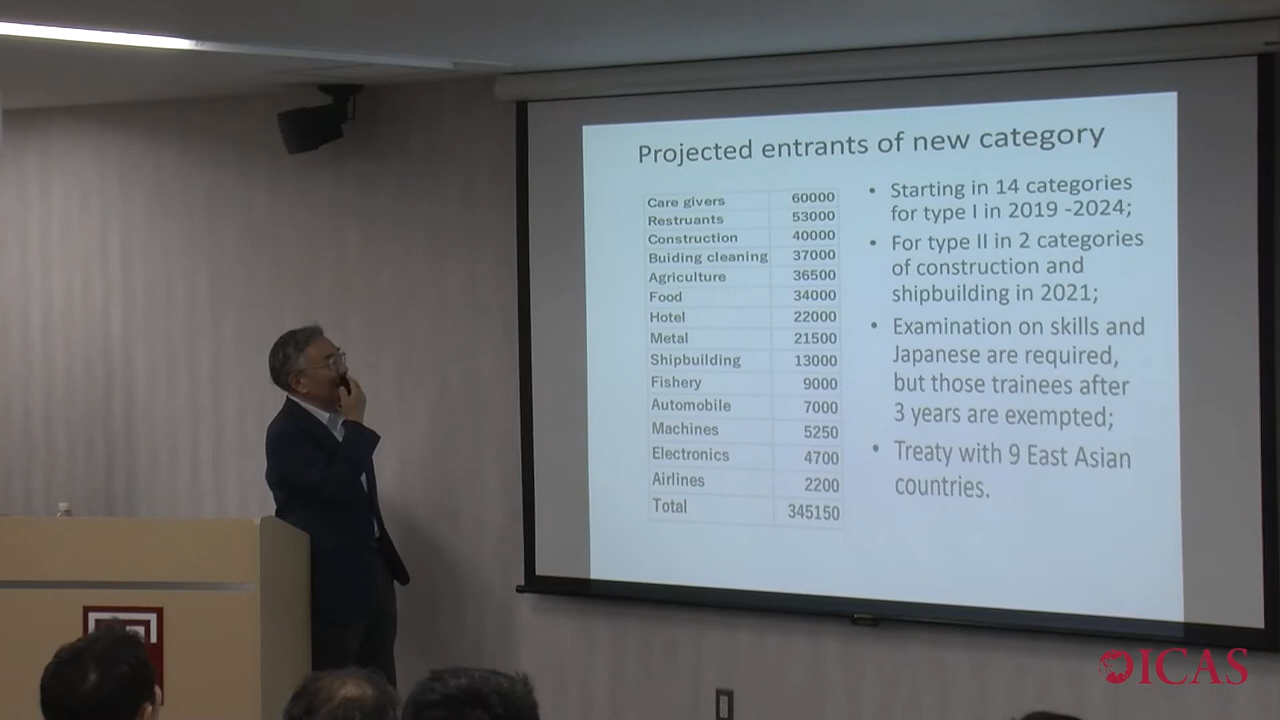 Projected entrants of new category
Care givers 60000
Restruants 53000
Construction 40000
Buiding cleaning 37000
Agriculture 36500
Food 34000
Hotel 22000
Metal 21500
Shipbuilding 13000
Fishery 9000
Automobile 7000
Machines 5250
Electronics 4700
Airlines 2200
Total 345150
• Starting in 14 categories
for type I in 2019 -2024;
• For type II in 2 categories
of construction and
shipbuilding in 2021;
• Examination on skills and
Japanese are required,
but those trainees after
3 years are exempted;
• Treaty with 9 East Asian
countries.
ICAS